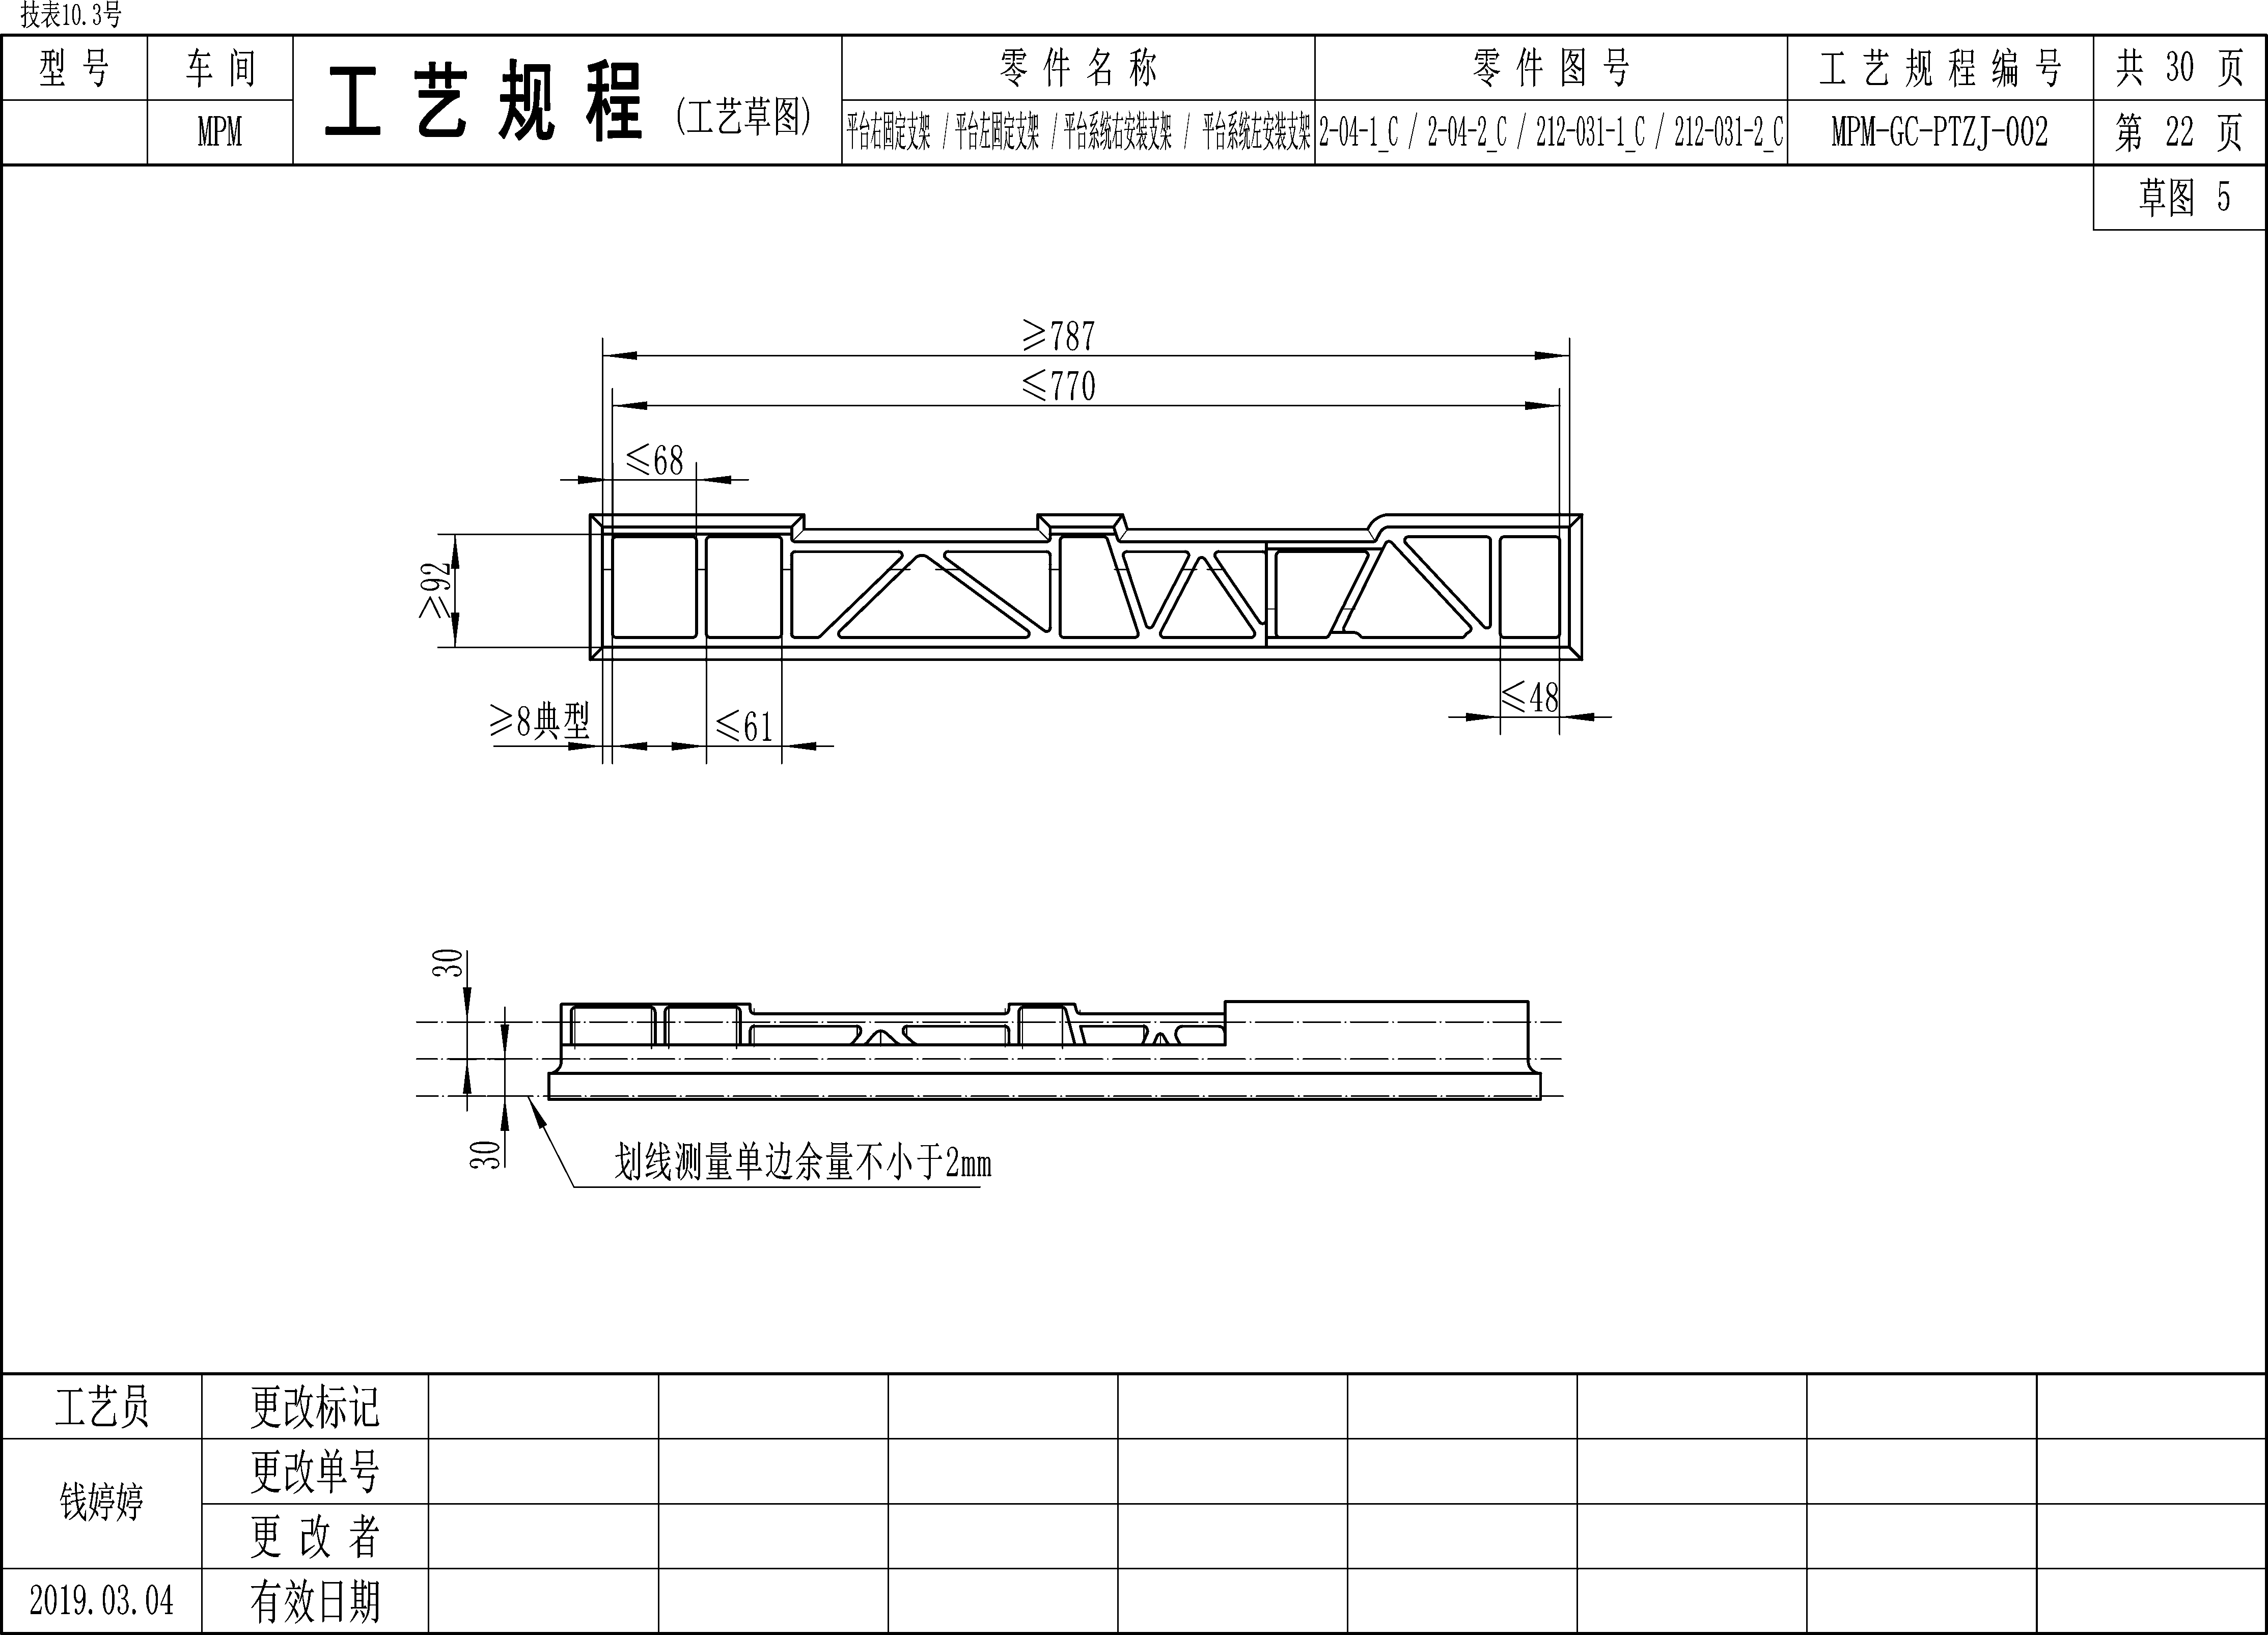 技表10.3号
型 号
车 间
工 艺 规 程 (工艺草图)
零 件 名 称
零 件 图 号
工 艺 规 程 编 号
共 30 页
MPM
平台右固定支架 / 平台左固定支架 / 平台系统右安装支架 / 平台系统左安装支架
2-04-1_C / 2-04-2_C / 212-031-1_C / 212-031-2_C
MPM-GC-PTZJ-002
第 22 页
草图 5
≥787
≤770
≤68
≥92
≤48
≥8典型
≤61
30
30
划线测量单边余量不小于2mm
工艺员
更改标记
更改单号
钱婷婷
更 改 者
2019.03.04
有效日期